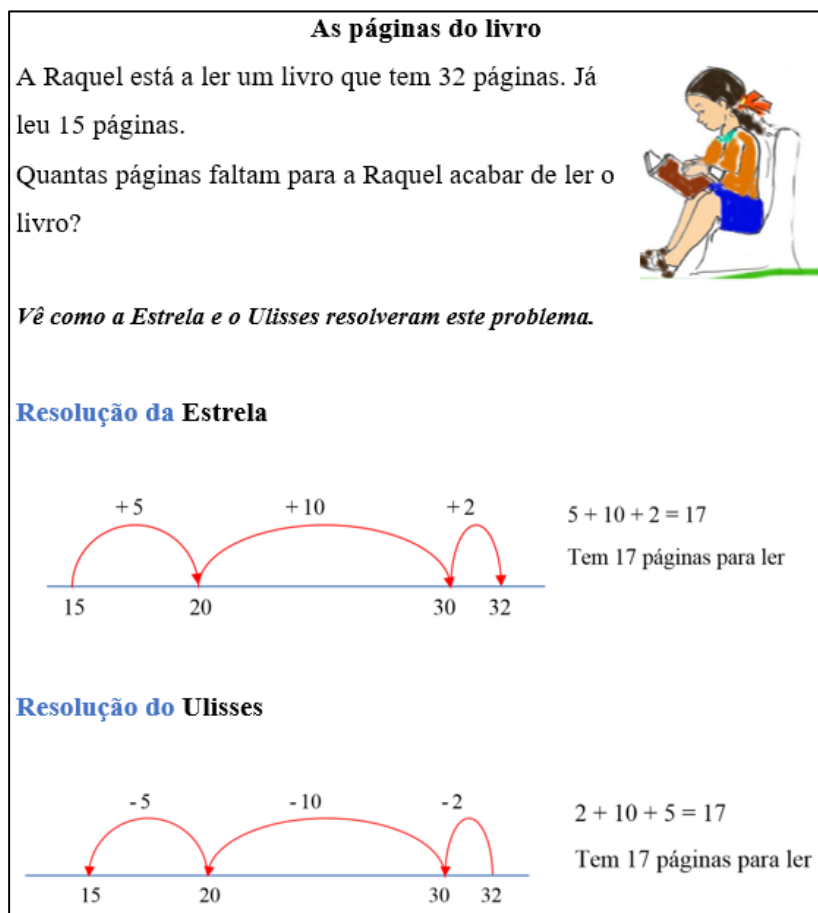 As páginas do livro
A Raquel está a ler um livro que tem 32 páginas. Já
leu 15 páginas.
Quantas páginas faltam para a Raquel acabar de ler o
livro?
Vê como a Estrela e o Ulisses resolveram este problema.
Resolução da Estrela
+ 5 + 10 + 2
15 20 30 32
5 + 10 + 2 = 17
Tem 17 páginas para ler
Resolução do Ulisses
- 5 - 10 - 2
15 20 30 32
2 + 10 + 5 = 17
Tem 17 páginas para ler